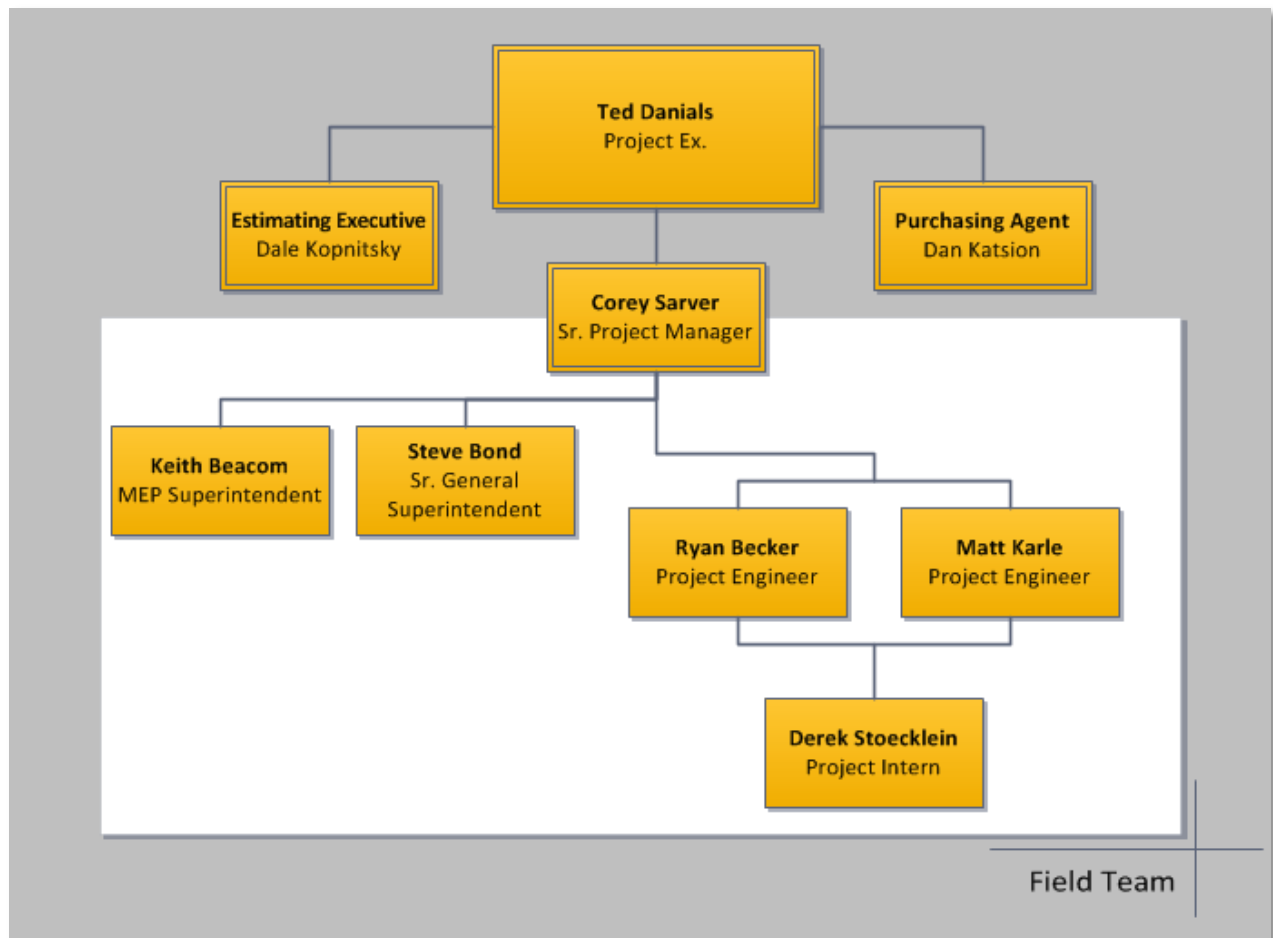 Ted Danials
Project Ex.
Estimating Executive
Dale Kopnitsky
Purchasing Agent
Dan Katsion
Corey Sarver
Sr. Project Manager
Keith Beacom
MEP Superintendent
Steve Bond
Sr. General
Superintendent
Ryan Becker
Project Engineer
Matt Karle
Project Engineer
Derek Stoecklein
Project Intern
Field Team